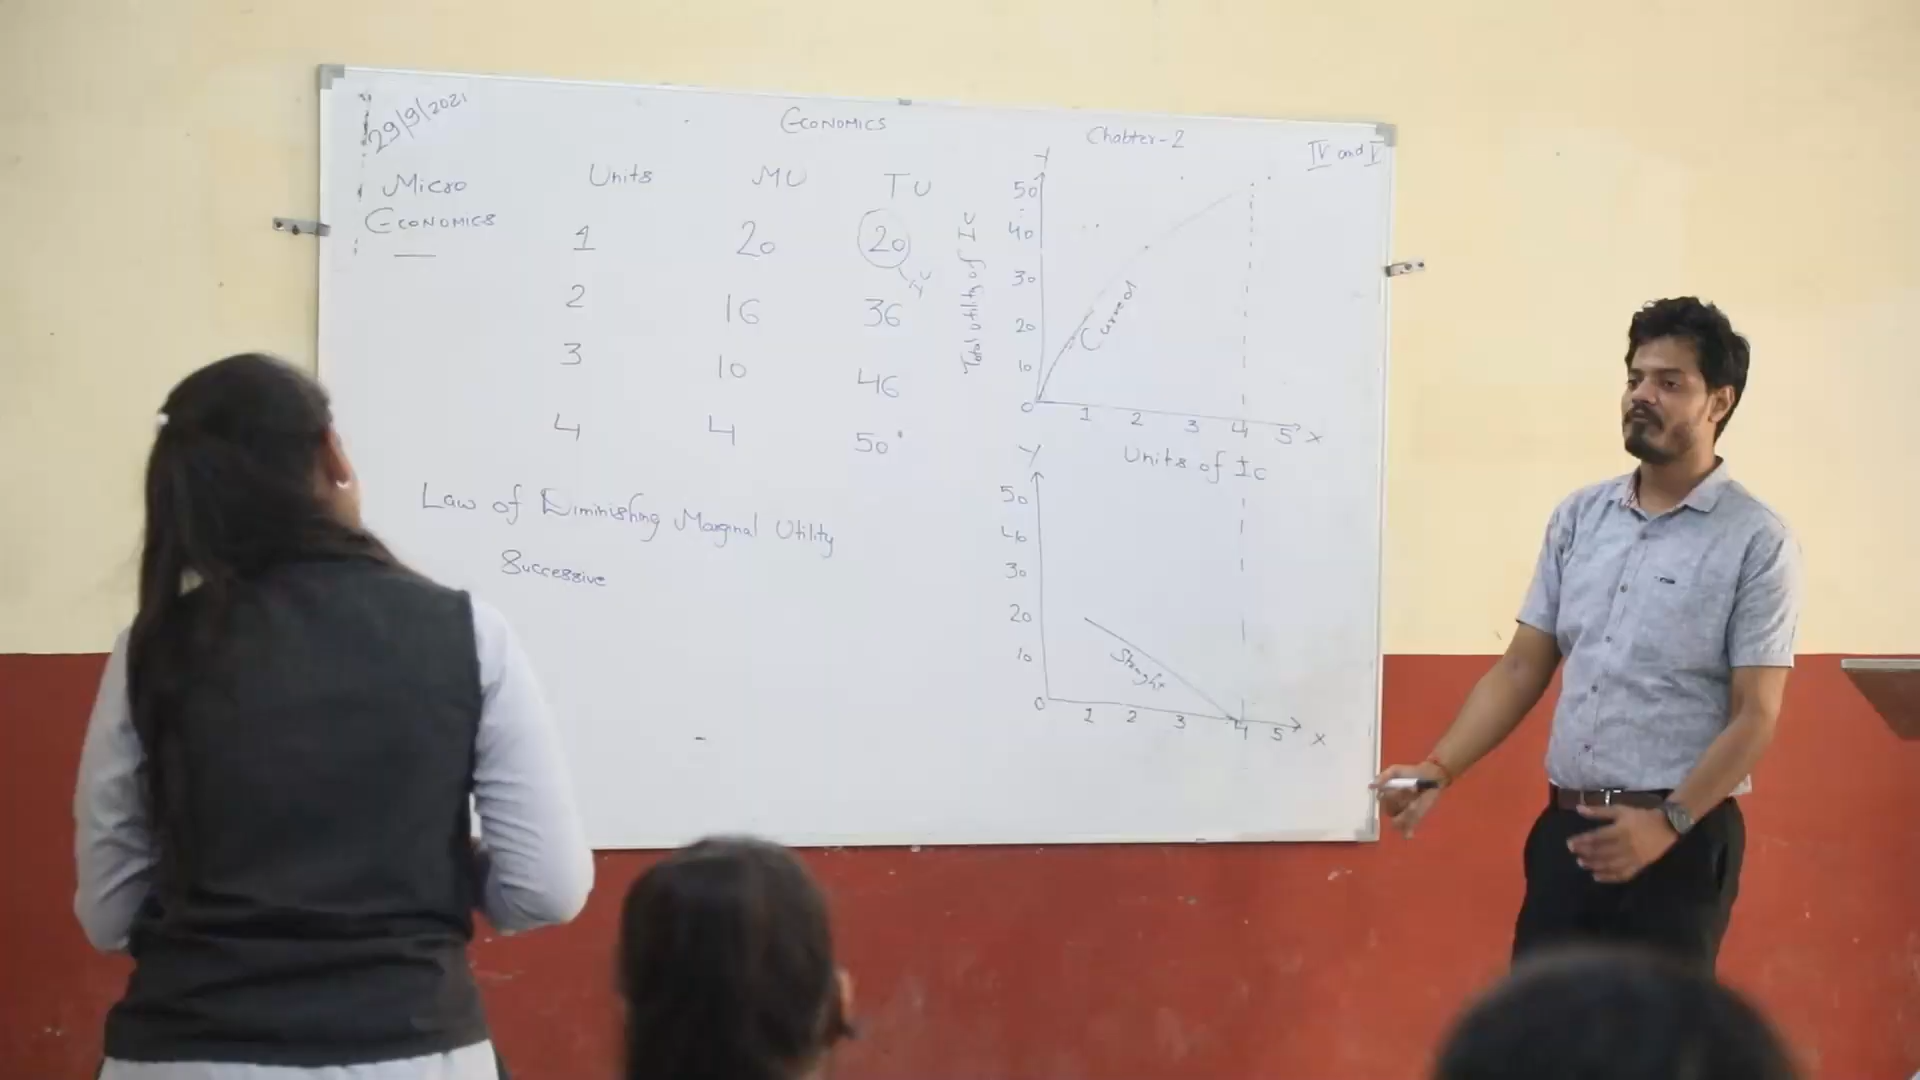 29/9/2021
ECONOMICS
Chabter-2
IV and V
Micro
ECONOMICS
Units MU TU
1 20 20
IC
2 16 36
3 10 46
4 4 50
Law of Diminishing Marginal Utility
Successive
Y
50
40
30
20
10
0 1 2 3 4 5 X
Total utility of IC
Curved
Units of Ic
Y
50
40
30
20
10
0 1 2 3 4 5 X